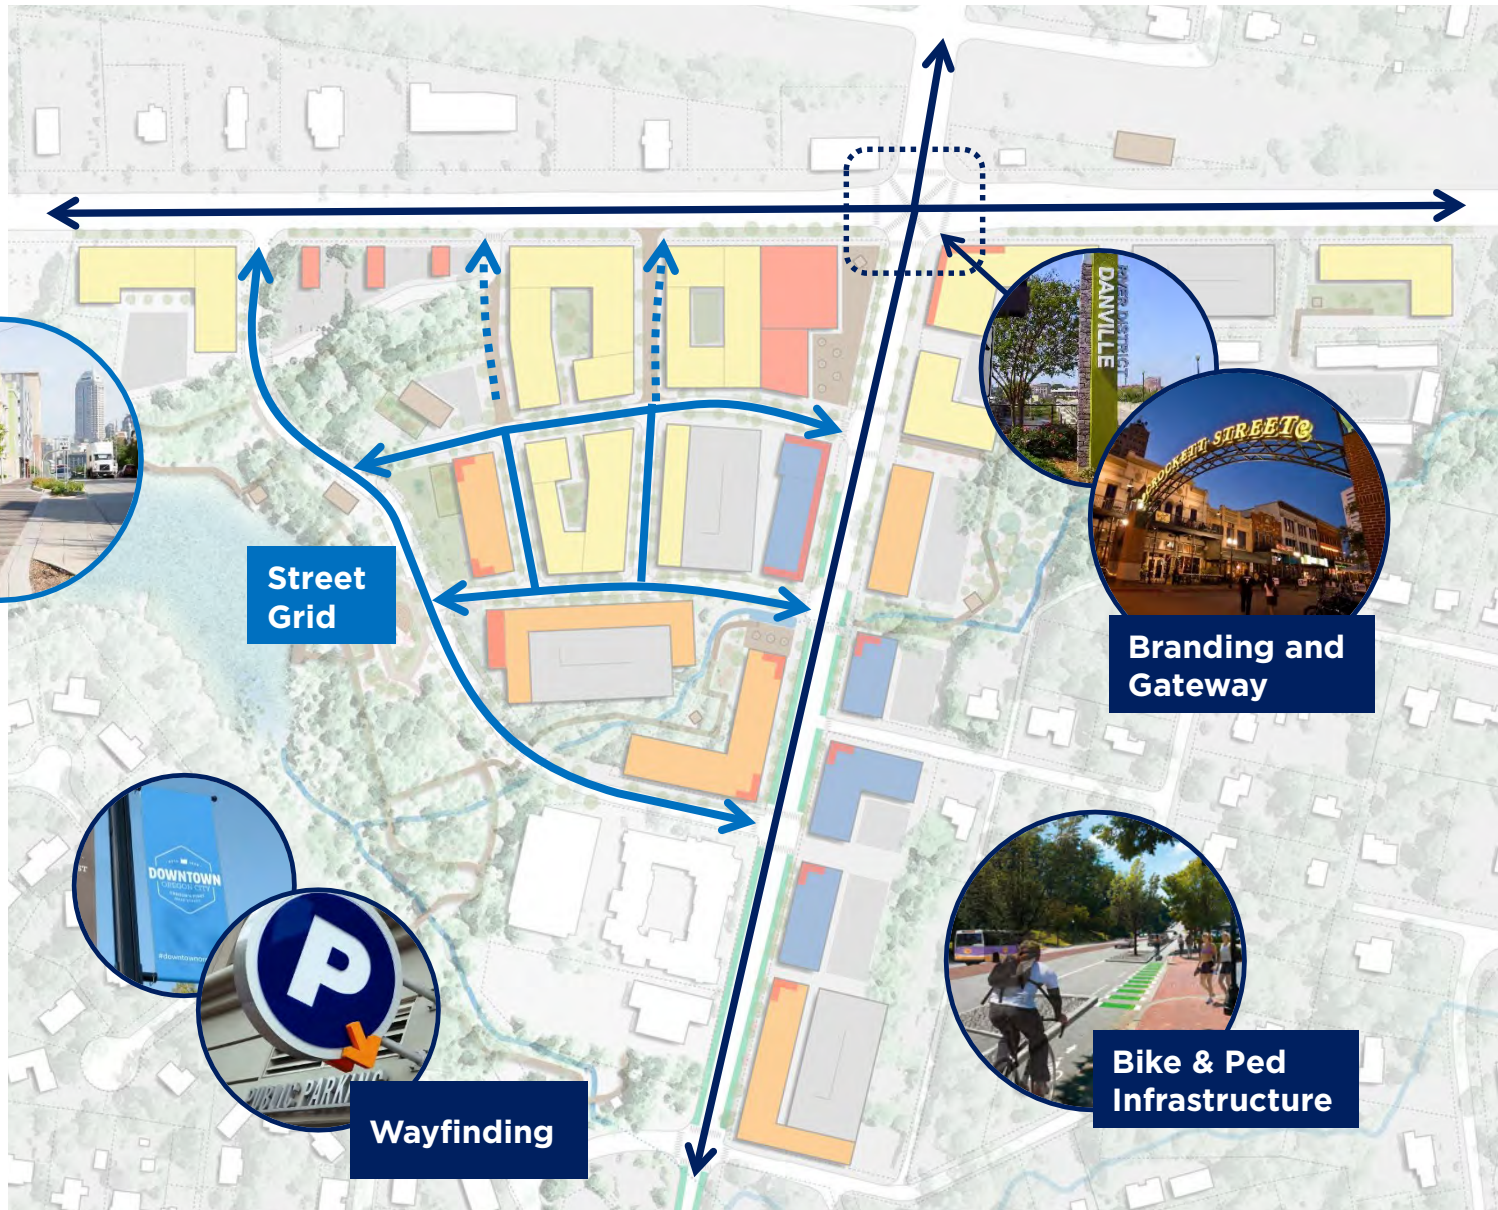 RIVER DISTRICT
DANVILLE
CROCKETT STREET
Street
Grid
Branding and
Gateway
DOWNTOWN
OREGON CITY
P
PUBLIC PARKING
Wayfinding
Bike & Ped
Infrastructure